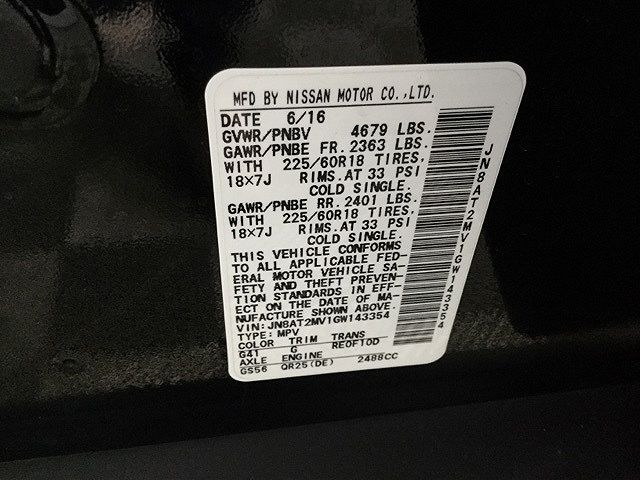 MFD BY NISSAN MOTOR CO.,LTD.
DATE 6/16
GVWR/PNBV 4679 LBS.
GAWR/PNBE FR. 2363 LBS.
WITH 225/60R18 TIRES,
18×7J RIMS.AT 33 PSI
COLD SINGLE.
GAWR/PNBE RR. 2401 LBS.
WITH 225/60R18 TIRES,
18×7J RIMS.AT 33 PSI
COLD SINGLE.
THIS VEHICLE CONFORMS
TO ALL APPLICABLE FED-
ERAL MOTOR VEHICLE SA-
FETY AND THEFT PREVEN-
TION STANDARDS IN EFF-
ECT ON THE DATE OF MA-
NUFACTURE SHOWN ABOVE.
VIN:JN8AT2MV1GW143354
TYPE:MPV
COLOR TRIM TRANS
G41 G RE0F10D
AXLE ENGINE
GS56 QR25(DE) 2488CC
JN8AT2MV1GW143354